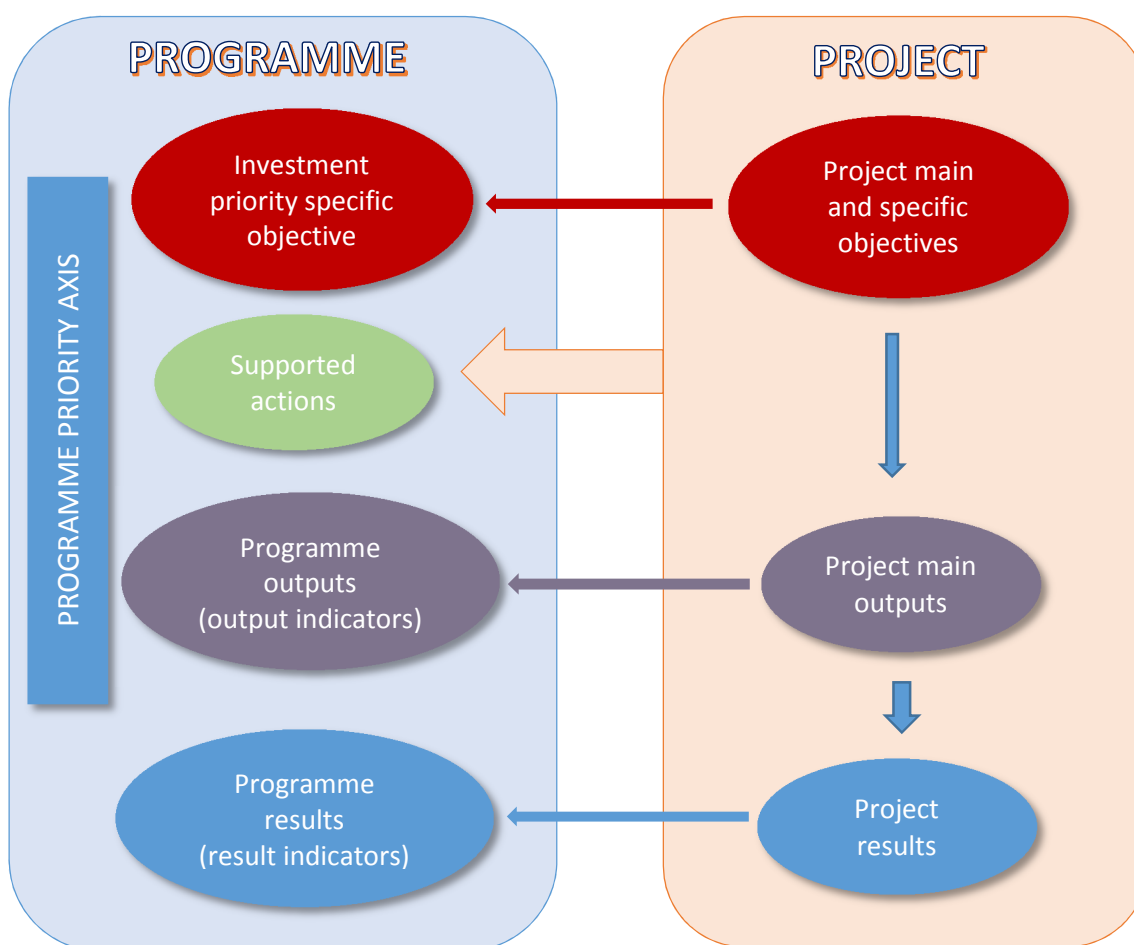 PROGRAMME
PROJECT
PROGRAMME PRIORITY AXIS
Investment
priority specific
objective
Project main
and specific
objectives
Supported
actions
Programme
outputs
(output indicators)
Project main
outputs
Programme
results
(result indicators)
Project
results